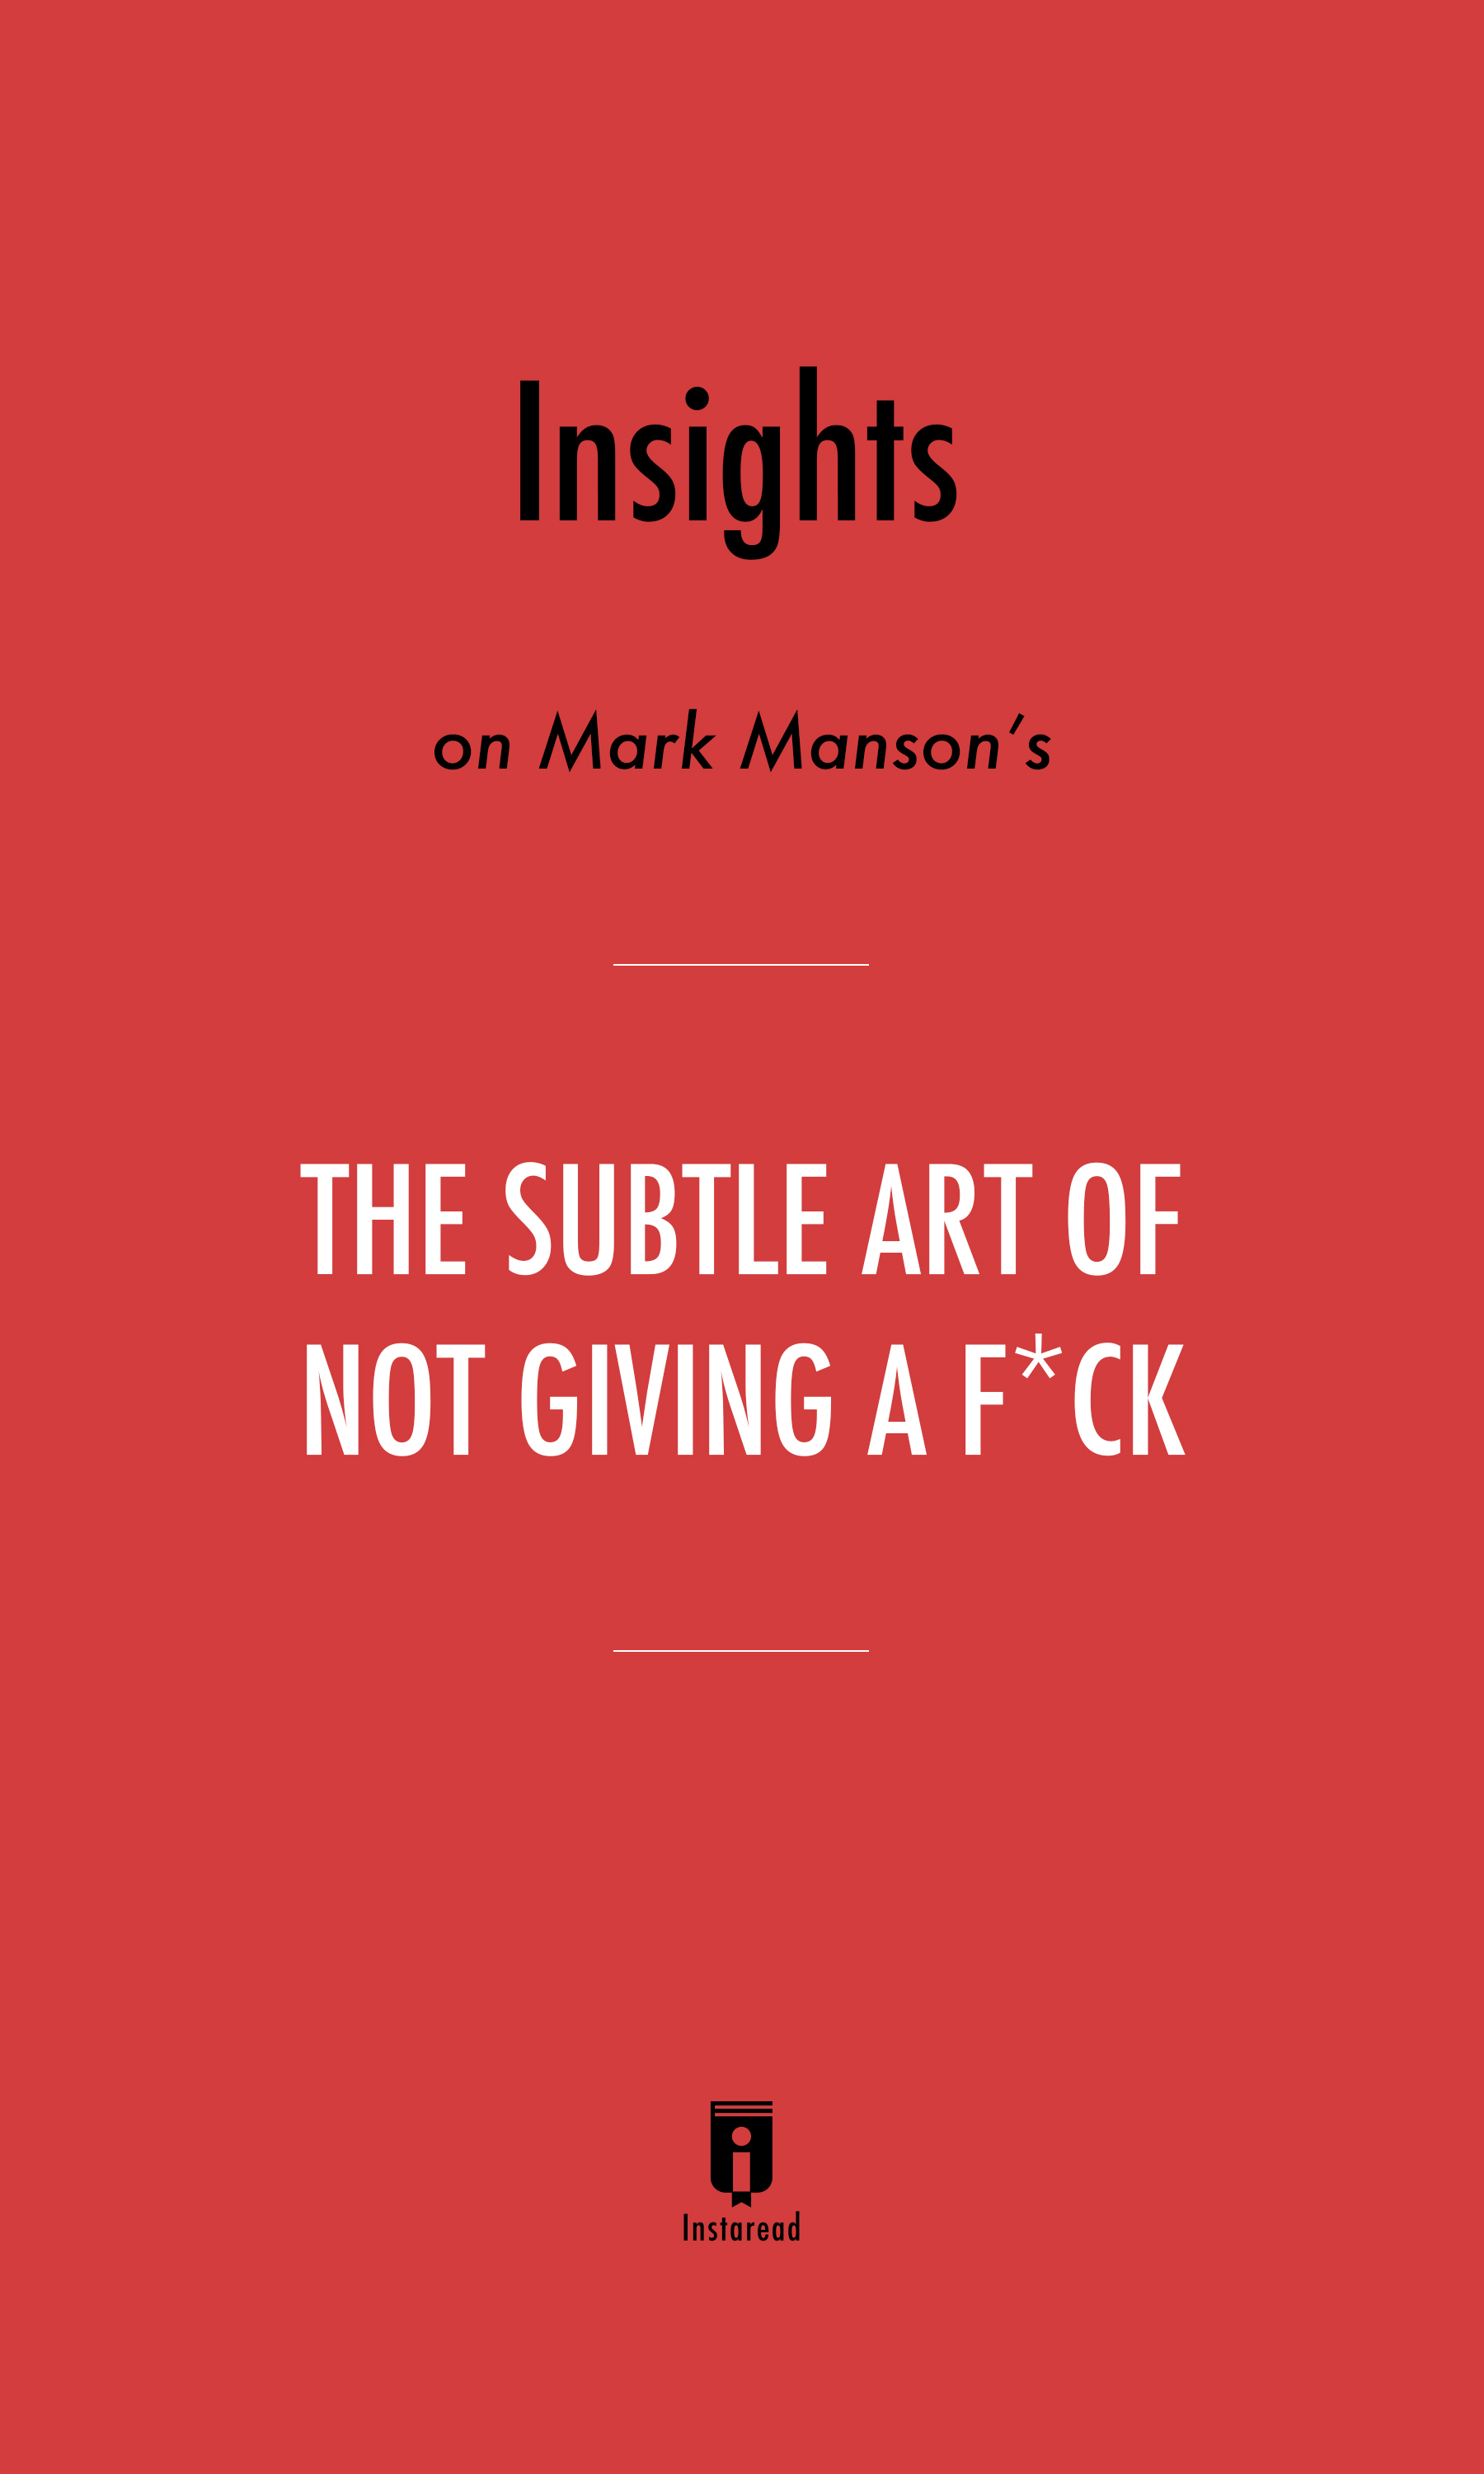 Insights
on Mark Manson's
THE SUBTLE ART OF
NOT GIVING A F*CK
Instaread